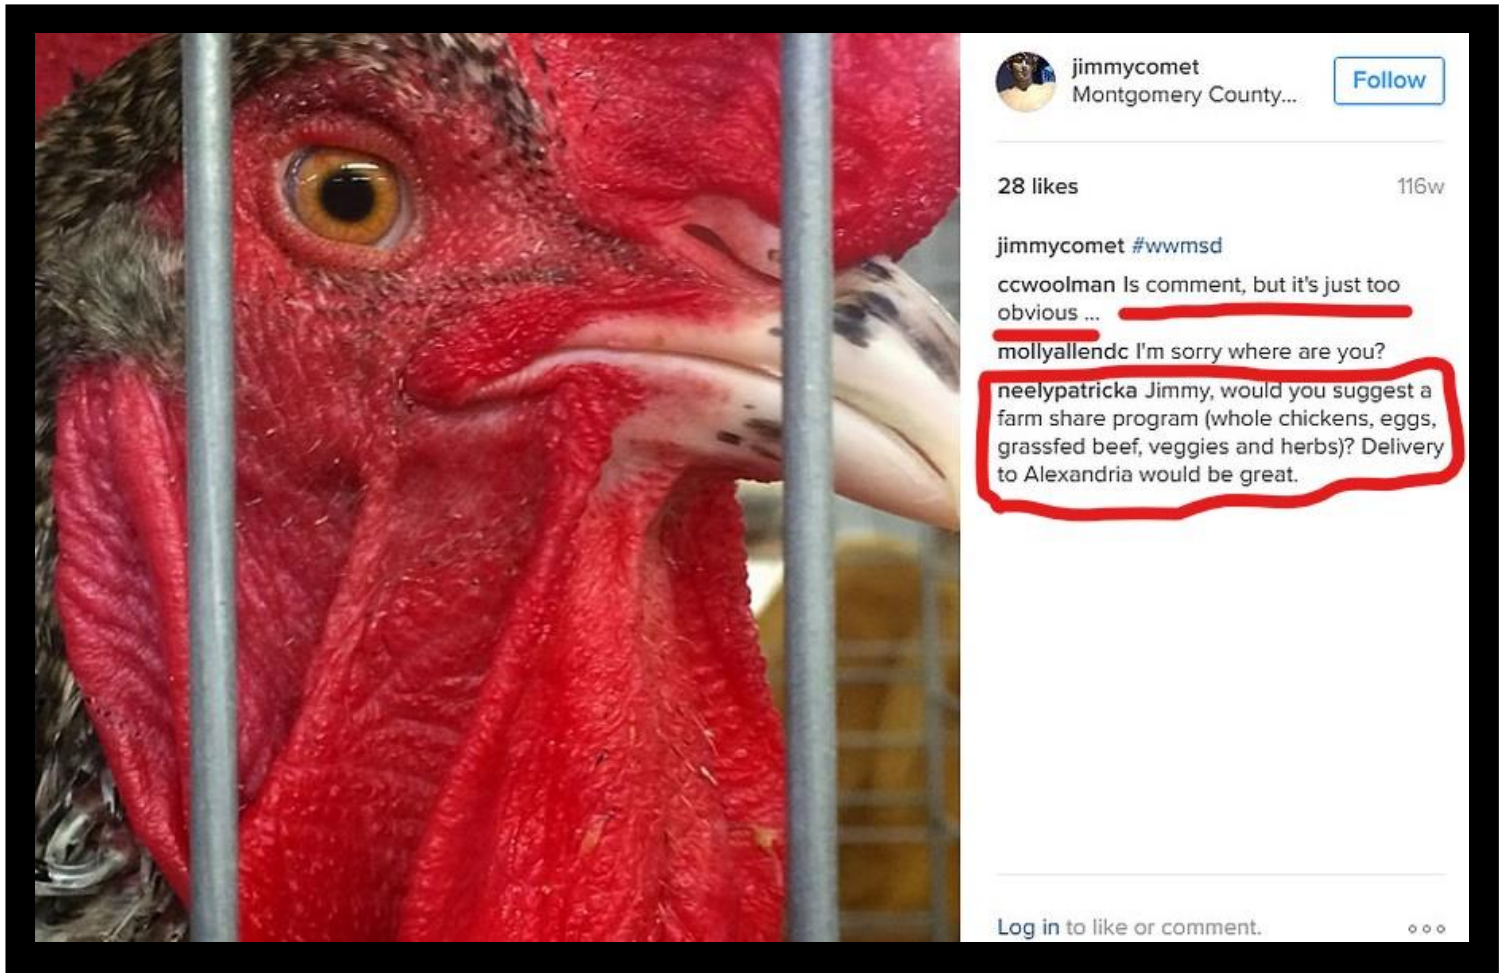 jimmycomet
Montgomery County...
Follow
28 likes
116w
jimmycomet #wwmsd
ccwoolman Is comment, but it's just too
obvious ...
mollyallendc I'm sorry where are you?
neelypatricka Jimmy, would you suggest a
farm share program (whole chickens, eggs,
grassfed beef, veggies and herbs)? Delivery
to Alexandria would be great.
Log in to like or comment.